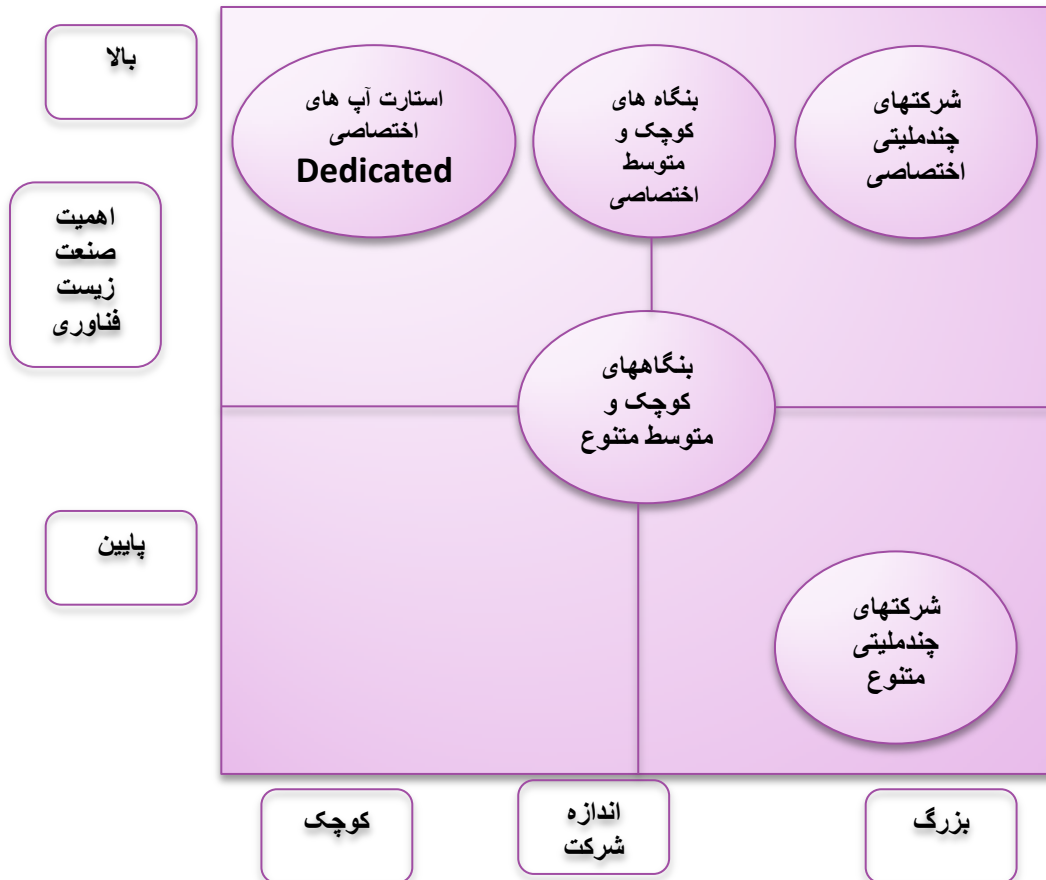 بالا
استارت آپ های
اختصاصی
Dedicated
بنگاه های
کوچک و
متوسط
اختصاصی
شرکتهای
چندملیتی
اختصاصی
اهمیت
صنعت
زیست
فناوری
بنگاههای
کوچک و
متوسط متنوع
پایین
شرکتهای
چندملیتی
متنوع
کوچک
اندازه
شرکت
بزرگ